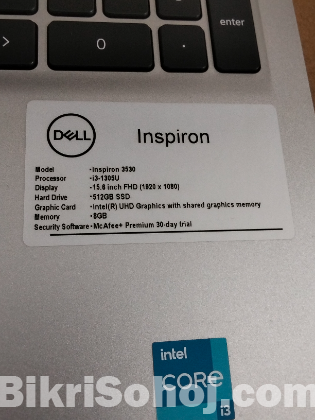 enter
>
0
.
DELL
Inspiron
Model •Inspiron 3530
Processor •i3-1305U
Display •15.6 inch FHD (1920 x 1080)
Hard Drive •512GB SSD
Graphic Card •Intel(R) UHD Graphics with shared graphics memory
Memory •8GB
Security Software •McAfee+ Premium 30-day trial
intel
CORE
i3
BikriSohoj.com